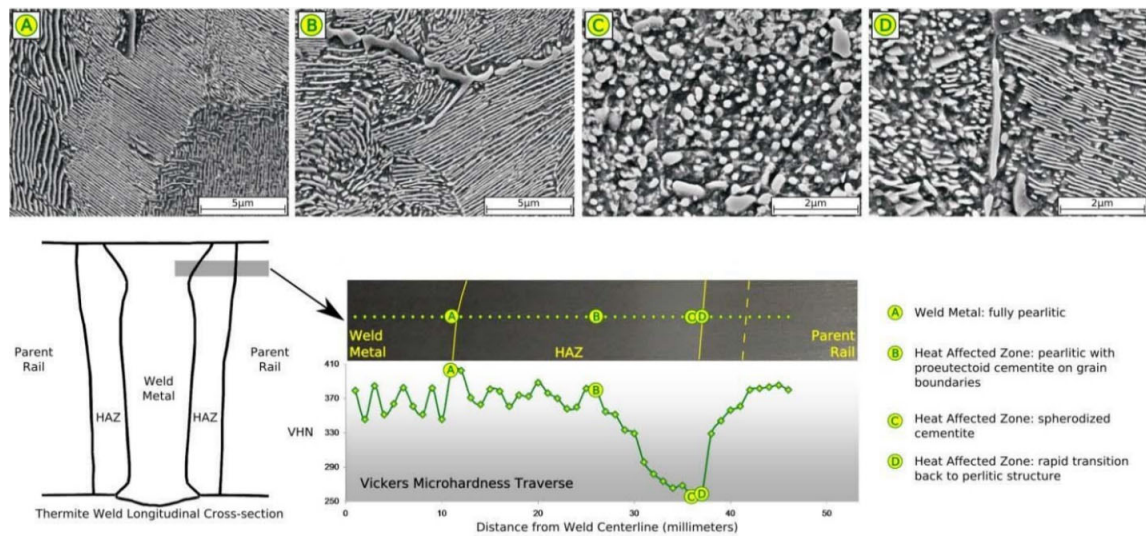 A
B
C
D
5µm
5µm
2µm
2µm
Parent
Rail
HAZ
Weld
Metal
HAZ
Parent
Rail
Thermite Weld Longitudinal Cross-section
A
B
C
D
Weld
Metal
HAZ
Parent
Rail
410
370
330
290
250
VHN
A
B
C
D
Vickers Microhardness Traverse
0
10
20
30
40
50
Distance from Weld Centerline (millimeters)
A Weld Metal: fully pearlitic
B Heat Affected Zone: pearlitic with
proeutectoid cementite on grain
boundaries
C Heat Affected Zone: spherodized
cementite
D Heat Affected Zone: rapid transition
back to perlitic structure